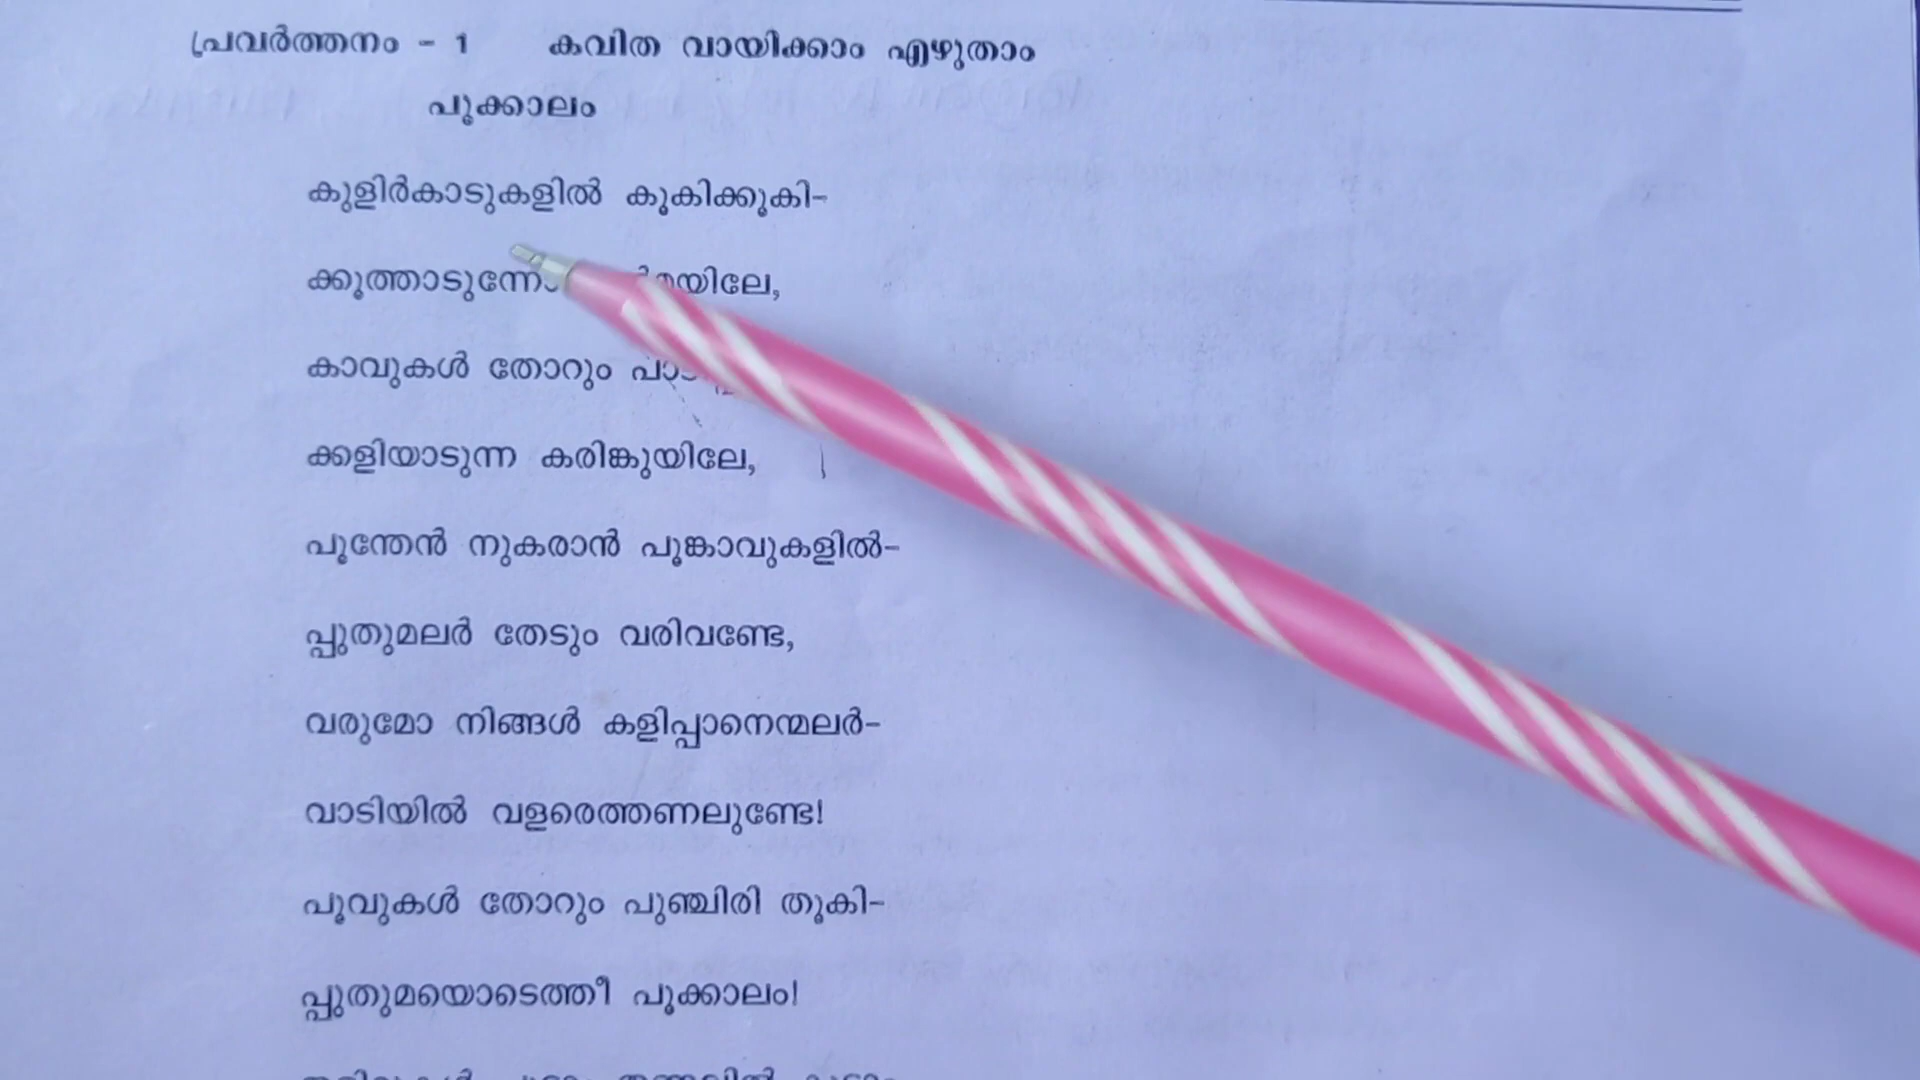 പ്രവർത്തനം - 1 കവിത വായിക്കാം എഴുതാം
പൂക്കാലം
കുളിർകാടുകളിൽ കൂകിക്കൂകി-
ക്കൂത്താടുന്നോ
കാവുകൾ തോറും
ക്കളിയാടുന്ന കരിങ്കുയിലേ,
പൂന്തേൻ നുകരാൻ പൂങ്കാവുകളിൽ-
പ്പുതുമലർ തേടും വരിവണ്ടേ,
വരുമോ നിങ്ങൾ കളിപ്പാനെന്മലർ-
വാടിയിൽ വളരെത്തണലുണ്ടേ!
പൂവുകൾ തോറും പുഞ്ചിരി തൂകി-
പ്പുതുമയൊടെത്തീ പൂക്കാലം!